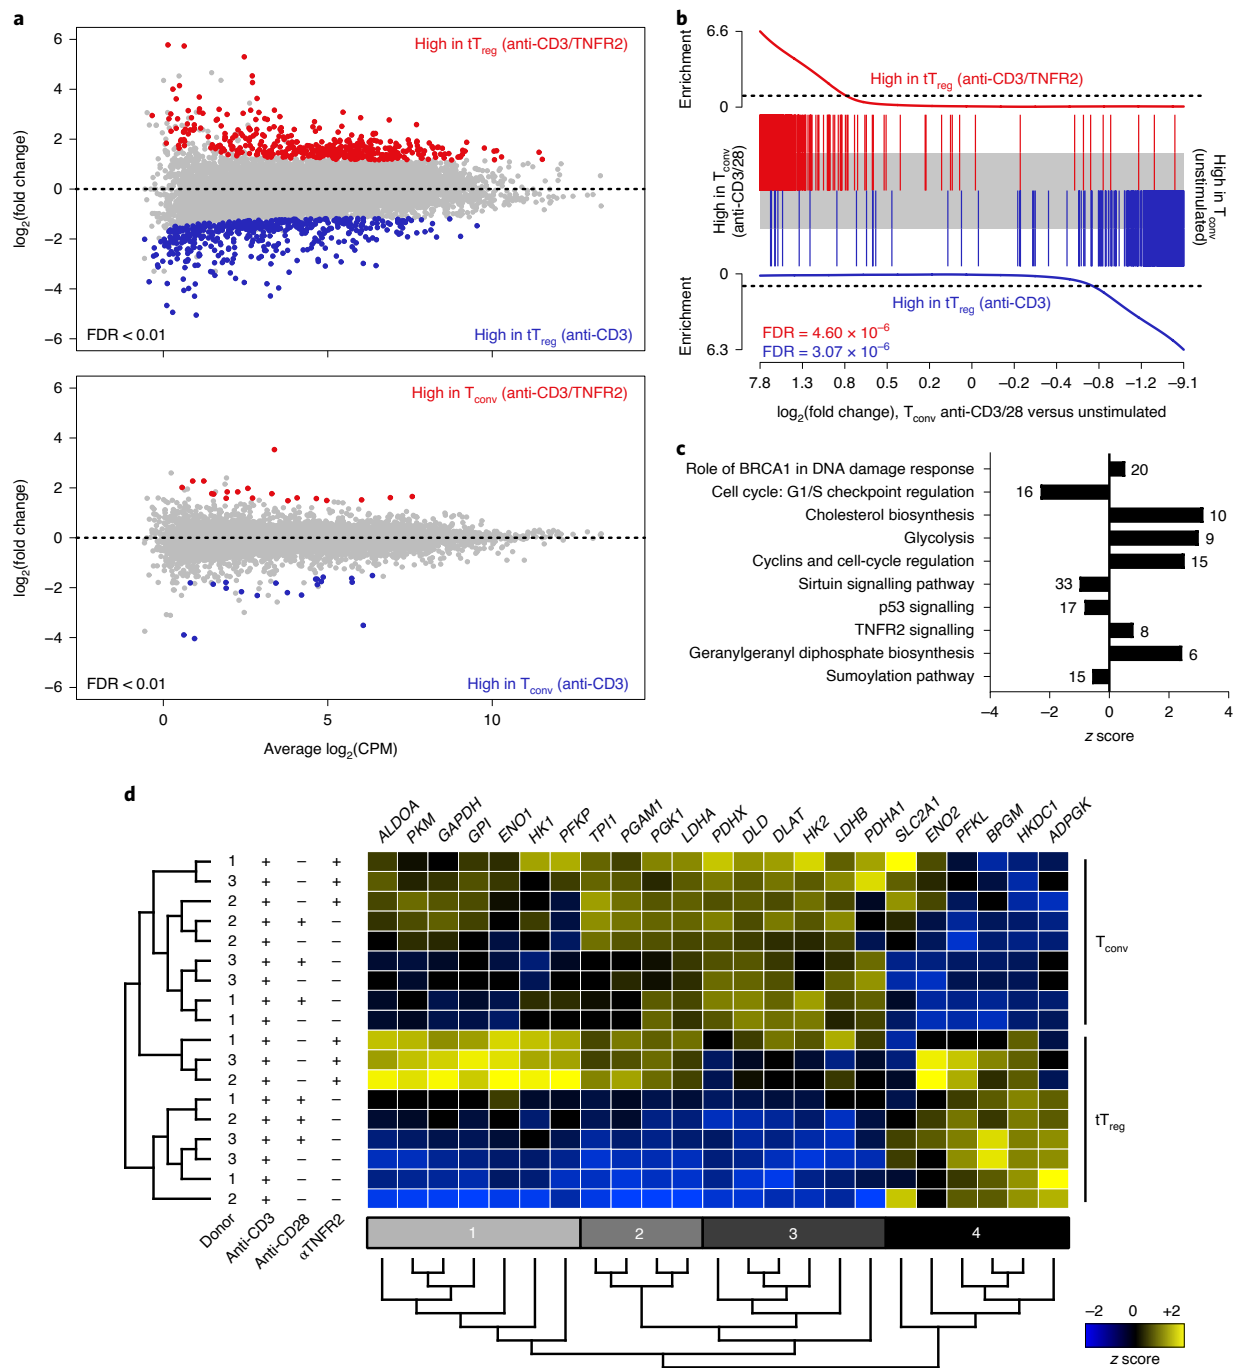 a
6
4
2
0
−2
−4
−6
log2(fold change)
High in tTreg (anti-CD3/TNFR2)
FDR < 0.01
High in tTreg (anti-CD3)
6
4
2
0
−2
−4
−6
log2(fold change)
High in Tconv (anti-CD3/TNFR2)
FDR < 0.01
High in Tconv (anti-CD3)
0 5 10
Average log2(CPM)
b
6.6
0
Enrichment
High in tTreg (anti-CD3/TNFR2)
High in Tconv
(anti-CD3/28)
High in Tconv
(unstimulated)
0
6.3
Enrichment
High in tTreg (anti-CD3)
FDR = 4.60 × 10−6
FDR = 3.07 × 10−6
7.8 1.3 0.8 0.5 0.2 0 −0.2 −0.4 −0.8 −1.2 −9.1
log2(fold change), Tconv anti-CD3/28 versus unstimulated
c
Role of BRCA1 in DNA damage response 20
Cell cycle: G1/S checkpoint regulation 16
Cholesterol biosynthesis 10
Glycolysis 9
Cyclins and cell-cycle regulation 15
Sirtuin signalling pathway 33
p53 signalling 17
TNFR2 signalling 8
Geranylgeranyl diphosphate biosynthesis 6
Sumoylation pathway 15
−4 −2 0 2 4
z score
d
ALDOA PKM GAPDH GPI ENO1 HK1 PFKP TPI1 PGAM1 PGK1 LDHA PDHX DLD DLAT HK2 LDHB PDHA1 SLC2A1 ENO2 PFKL BPGM HKDC1 ADPGK
1 + − +
3 + − +
2 + − +
2 + + −
2 + − −
3 + + −
3 + − −
1 + + −
1 + − −
1 + − +
3 + − +
2 + − +
1 + + −
2 + + −
3 + + −
3 + − −
1 + − −
2 + − −
Tconv
tTreg
Donor Anti-CD3 Anti-CD28 αTNFR2
1 2 3 4
−2 0 +2
z score